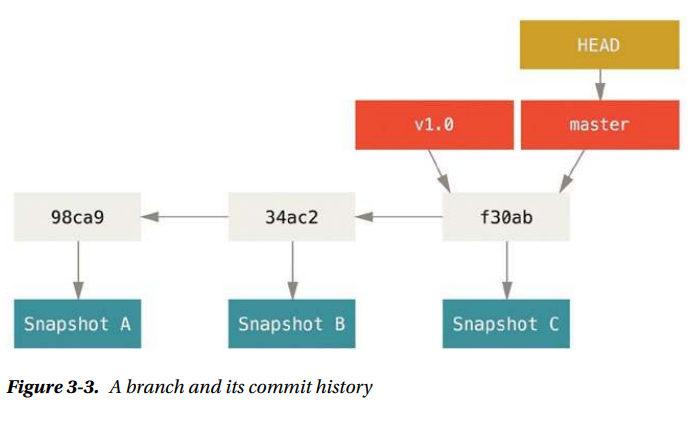 HEAD
v1.0 master
98ca9 34ac2 f30ab
Snapshot A Snapshot B Snapshot C
Figure 3-3. A branch and its commit history